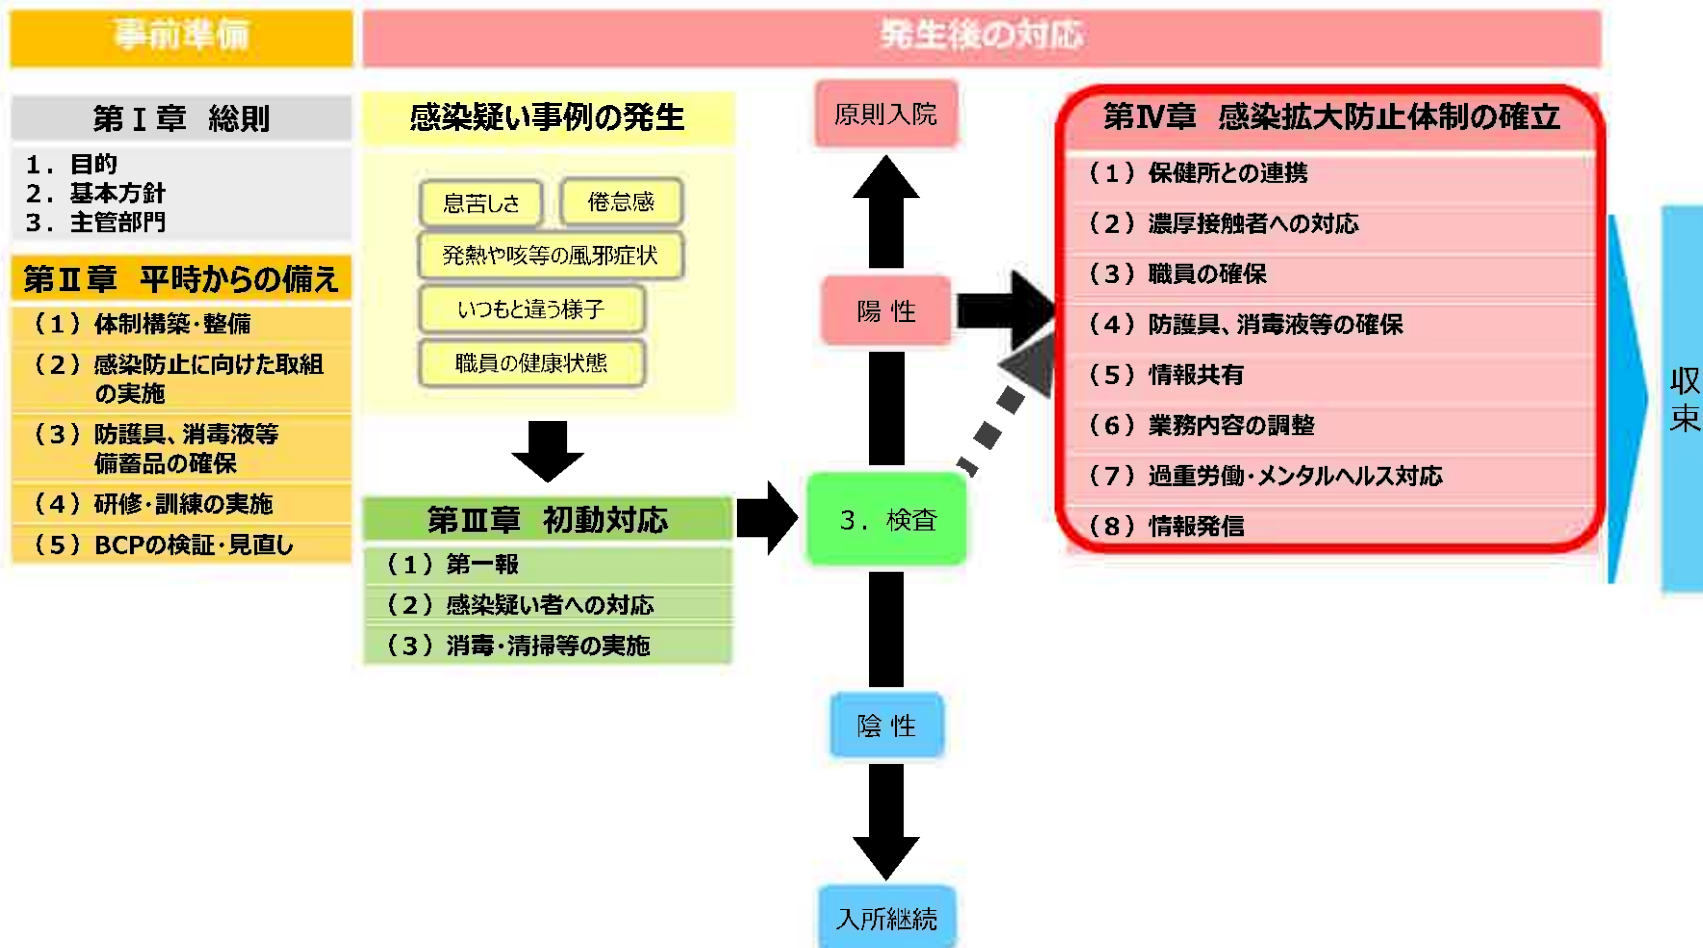 事前準備
発生後の対応
第Ⅰ章 総則
1．目的
2．基本方針
3．主管部門
第Ⅱ章 平時からの備え
（1）体制構築・整備
（2）感染防止に向けた取組
の実施
（3）防護具、消毒液等
備蓄品の確保
（4）研修・訓練の実施
（5）BCPの検証・見直し
感染疑い事例の発生
息苦しさ
倦怠感
発熱や咳等の風邪症状
いつもと違う様子
職員の健康状態
第Ⅲ章 初動対応
（1）第一報
（2）感染疑い者への対応
（3）消毒・清掃等の実施
原則入院
陽 性
3．検査
陰 性
入所継続
第Ⅳ章 感染拡大防止体制の確立
（1）保健所との連携
（2）濃厚接触者への対応
（3）職員の確保
（4）防護具、消毒液等の確保
（5）情報共有
（6）業務内容の調整
（7）過重労働・メンタルヘルス対応
（8）情報発信
収束